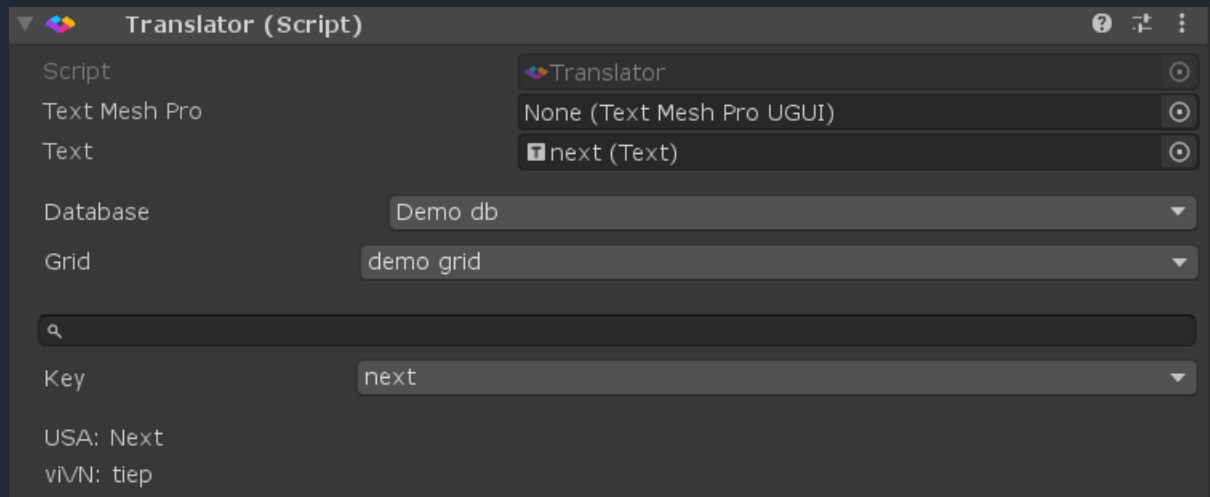 Translator (Script)
Script Translator
Text Mesh Pro None (Text Mesh Pro UGUI)
Text next (Text)
Database Demo db
Grid demo grid
Key next
USA: Next
viVN: tiep